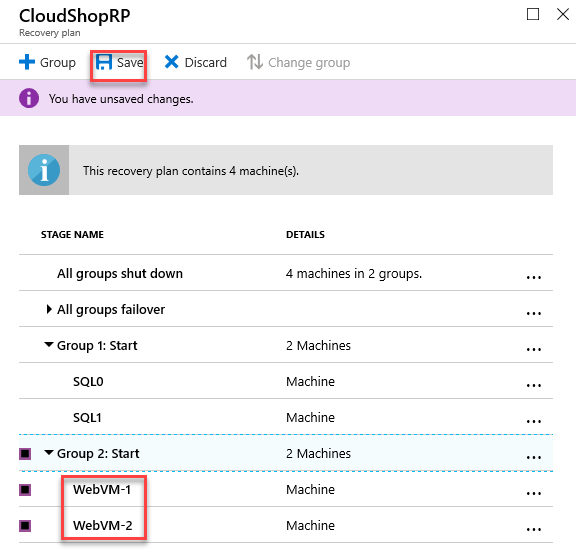 CloudShopRP
Recovery plan
Group Save Discard Change group
You have unsaved changes.
This recovery plan contains 4 machine(s).
STAGE NAME DETAILS
All groups shut down 4 machines in 2 groups. ...
All groups failover ...
Group 1: Start 2 Machines ...
SQL0 Machine ...
SQL1 Machine ...
Group 2: Start 2 Machines ...
WebVM-1 Machine ...
WebVM-2 Machine ...